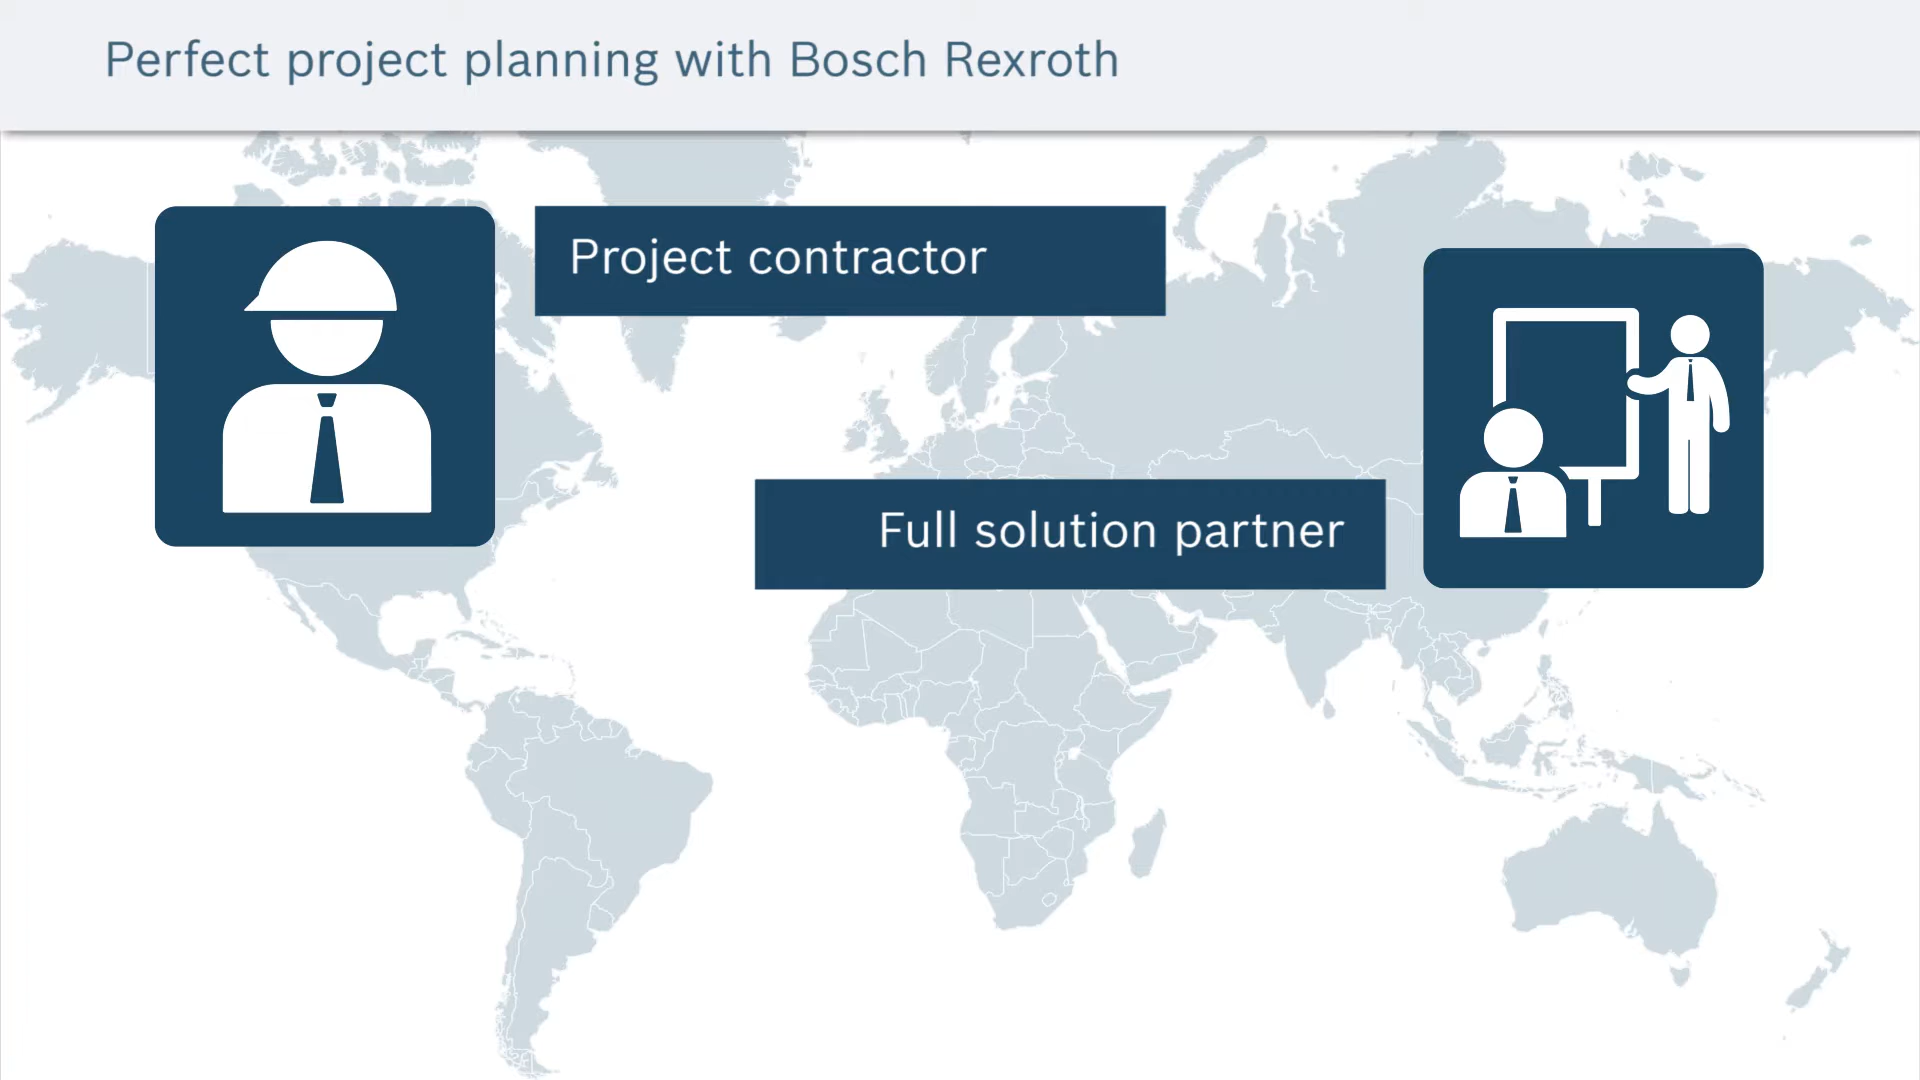 Perfect project planning with Bosch Rexroth
Project contractor
Full solution partner